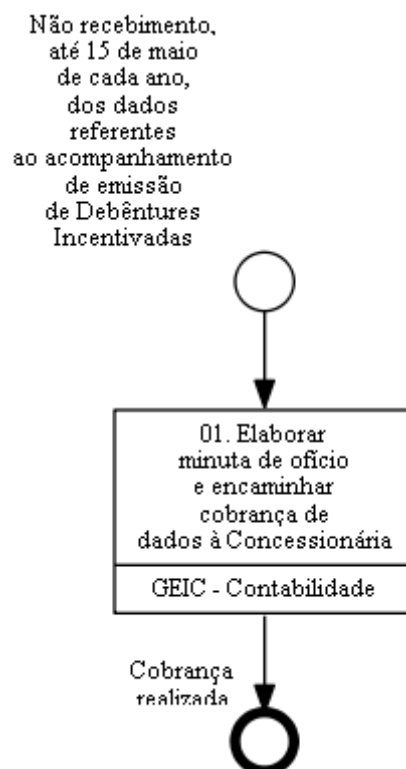 Não recebimento,
até 15 de maio
de cada ano,
dos dados
referentes
ao acompanhamento
de emissão
de Debêntures
Incentivadas
01. Elaborar
minuta de ofício
e encaminhar
cobrança de
dados à Concessionária
GEIC - Contabilidade
Cobrança
realizada